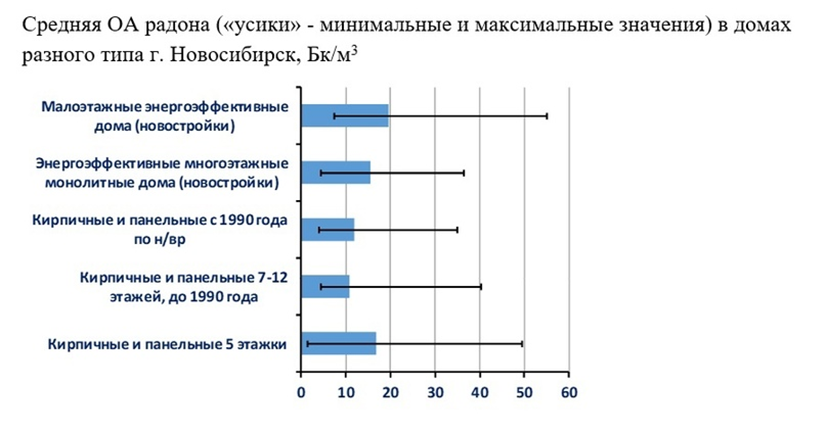 Средняя ОА радона («усики» - минимальные и максимальные значения) в домах
разного типа г. Новосибирск, Бк/м³
Малоэтажные энергоэффективные
дома (новостройки)
Энергоэффективные многоэтажные
монолитные дома (новостройки)
Кирпичные и панельные с 1990 года
по н/вр
Кирпичные и панельные 7-12
этажей, до 1990 года
Кирпичные и панельные 5 этажки
0 10 20 30 40 50 60